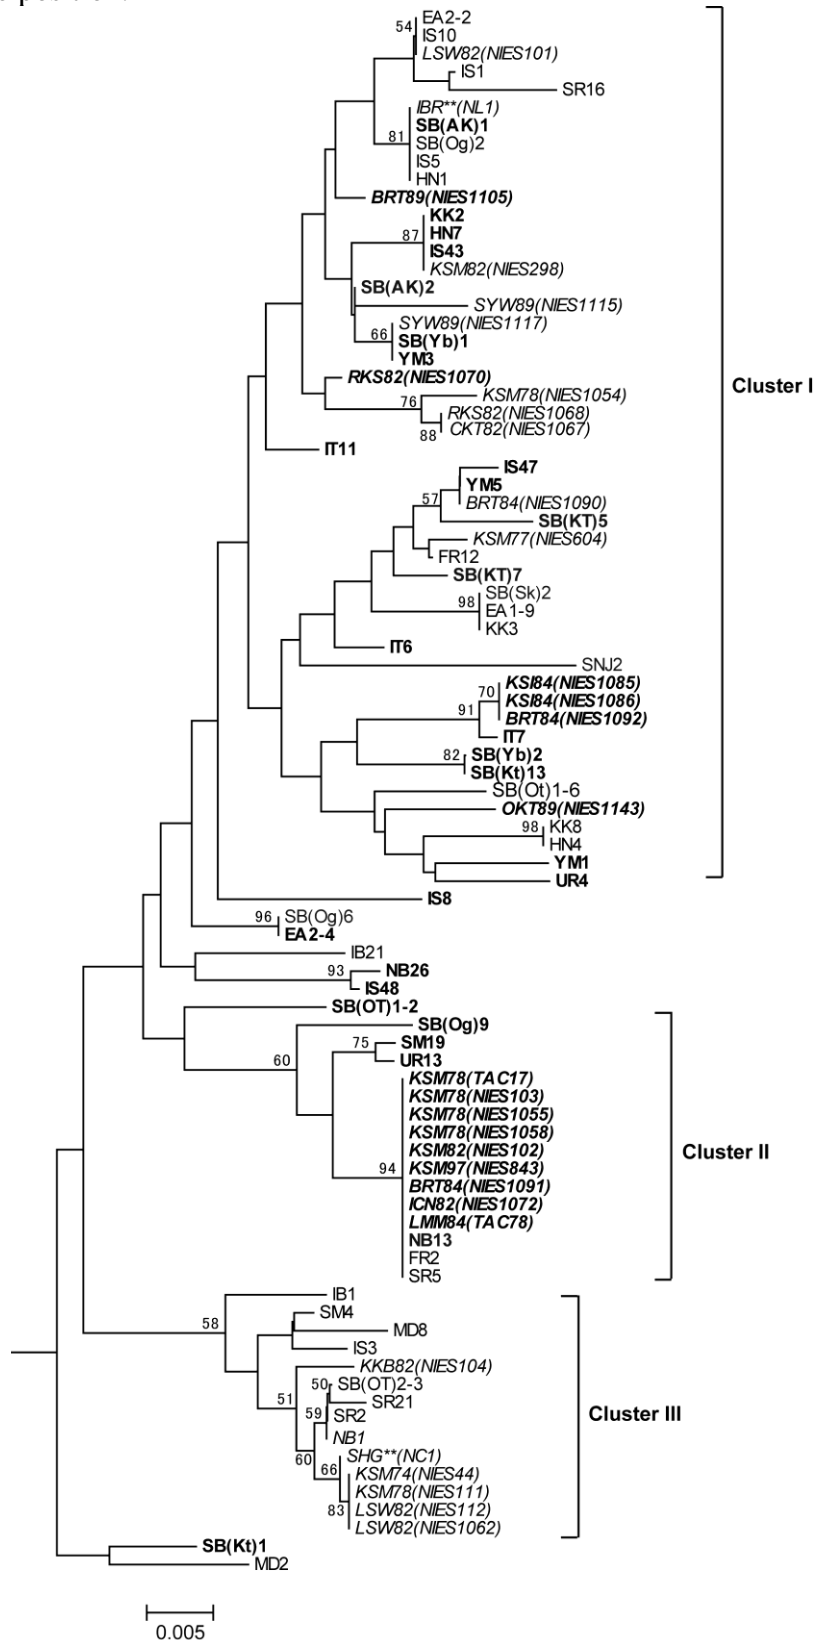 54
EA2-2
IS10
LSW82(NIES101)
IS1
SR16
IBR**(NL1)
SB(AK)1
81
SB(Og)2
IS5
HN1
BRT89(NIES1105)
KK2
87
HN7
IS43
KSM82(NIES298)
SB(AK)2
SYW89(NIES1115)
SYW89(NIES1117)
66
SB(Yb)1
YM3
RKS82(NIES1070)
Cluster I
KSM78(NIES1054)
76
RKS82(NIES1068)
CKT82(NIES1067)
88
IT11
IS47
YM5
57
BRT84(NIES1090)
SB(KT)5
KSM77(NIES604)
FR12
SB(KT)7
SB(Sk)2
98
EA1-9
KK3
IT6
SNJ2
KSI84(NIES1085)
70
KSI84(NIES1086)
91
BRT84(NIES1092)
IT7
82
SB(Yb)2
SB(Kt)13
SB(Ot)1-6
OKT89(NIES1143)
98
KK8
HN4
YM1
UR4
IS8
96
SB(Og)6
EA2-4
IB21
93
NB26
IS48
SB(OT)1-2
SB(Og)9
75
SM19
60
UR13
KSM78(TAC17)
KSM78(NIES103)
KSM78(NIES1055)
KSM78(NIES1058)
KSM82(NIES102)
Cluster II
94
KSM97(NIES843)
BRT84(NIES1091)
ICN82(NIES1072)
LMM84(TAC78)
NB13
FR2
SR5
IB1
58
SM4
MD8
IS3
KKB82(NIES104)
50
SB(OT)2-3
51
SR21
59
SR2
Cluster III
NB1
60
SHG**(NC1)
66
KSM74(NIES44)
KSM78(NIES111)
83
LSW82(NIES112)
LSW82(NIES1062)
SB(Kt)1
MD2
0.005